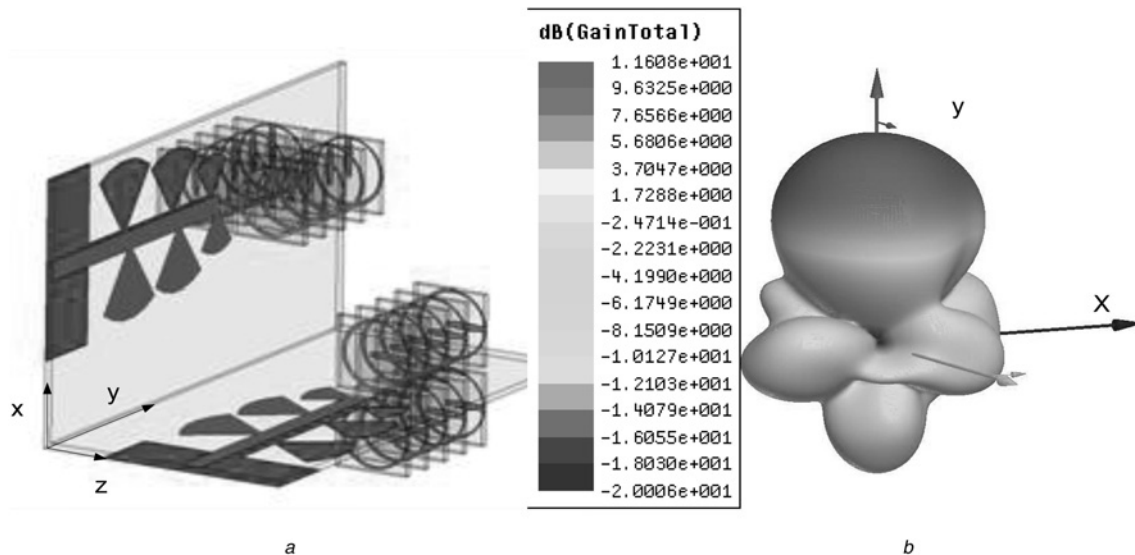 dB(GainTotal)
1.1608e+001
9.6325e+000
7.6566e+000
5.6806e+000
3.7047e+000
1.7288e+000
-2.4714e-001
-2.2231e+000
-4.1990e+000
-6.1749e+000
-8.1509e+000
-1.0127e+001
-1.2103e+001
-1.4079e+001
-1.6055e+001
-1.8030e+001
-2.0006e+001
x
y
z
y
X
a
b